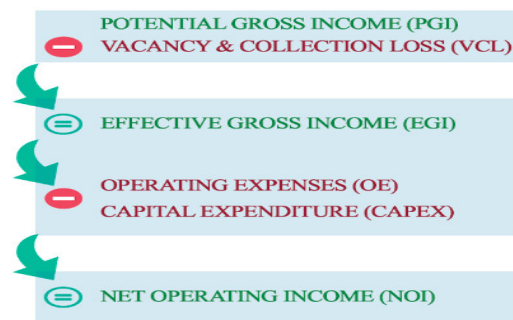 POTENTIAL GROSS INCOME (PGI)
VACANCY & COLLECTION LOSS (VCL)
EFFECTIVE GROSS INCOME (EGI)
OPERATING EXPENSES (OE)
CAPITAL EXPENDITURE (CAPEX)
NET OPERATING INCOME (NOI)